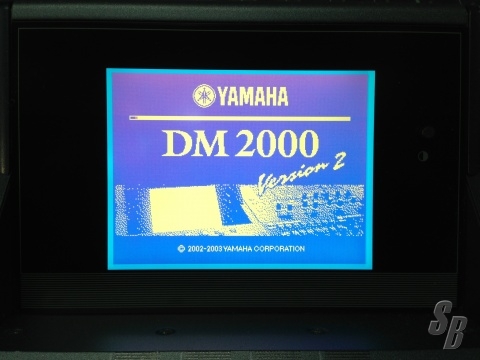 YAMAHA
DM 2000
Version 2
© 2002-2003 YAMAHA CORPORATION
SB